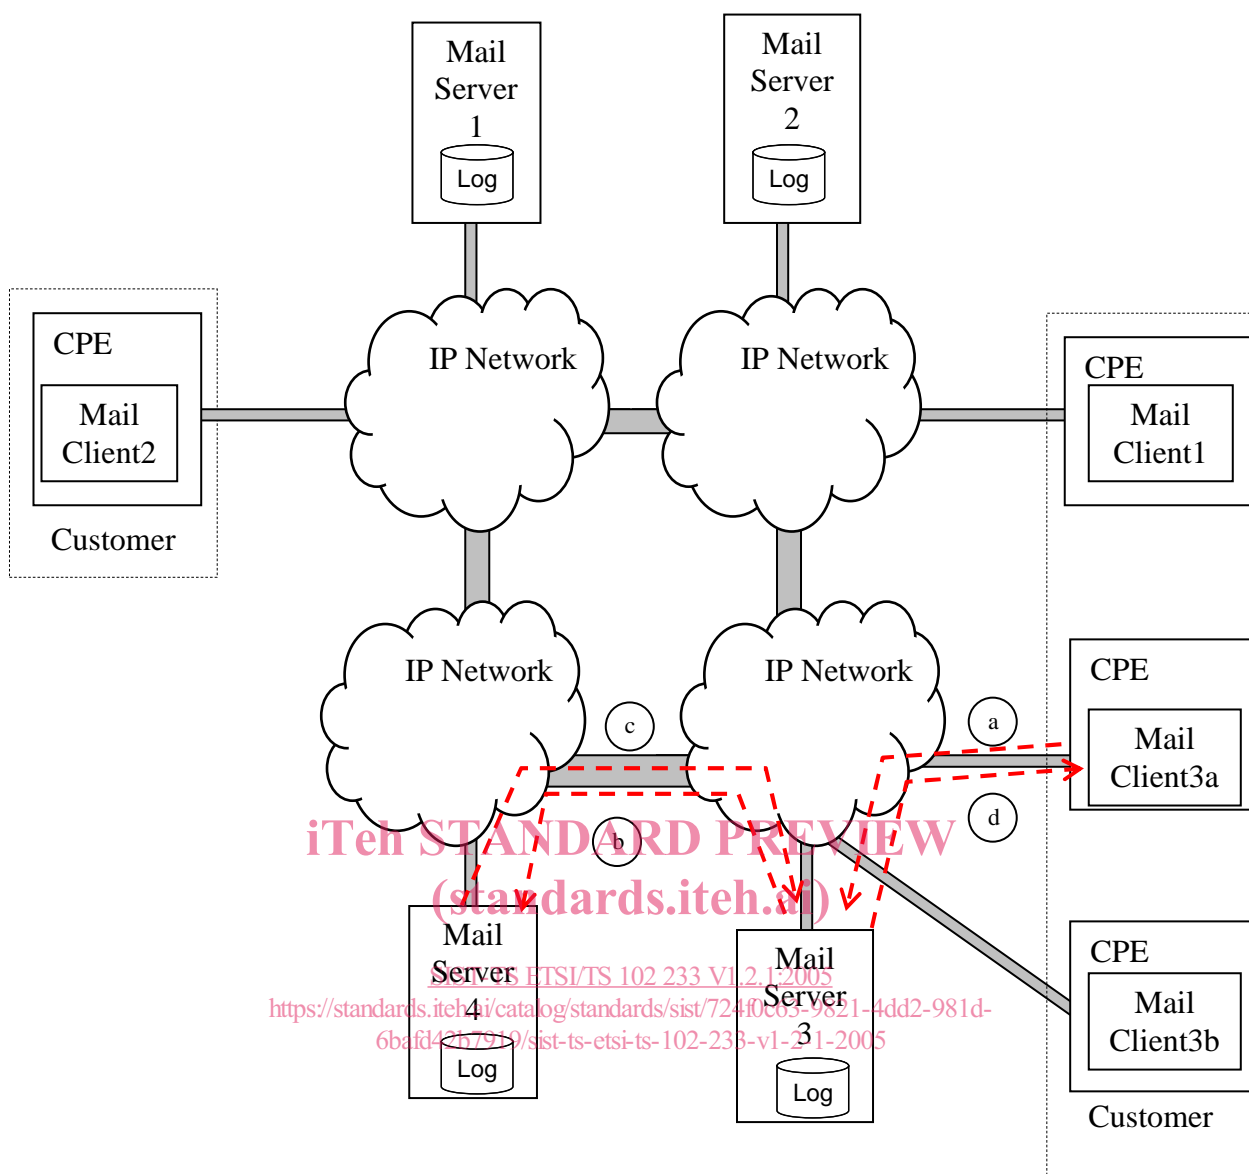 Mail
Server
1
Log
Mail
Server
2
Log
CPE
Mail
Client2
Customer
IP Network
IP Network
CPE
Mail
Client1
IP Network
IP Network
c
a
CPE
Mail
Client3a
b
d
iTeh STANDARD PREVIEW
(standards.iteh.ai)
Mail
Server
4
Log
Mail
Server
3
Log
SIST-TS ETSI/TS 102 233 V1.2.1:2005
https://standards.iteh.ai/catalog/standards/sist/724f0c63-9821-4dd2-981d-
6bafd42b7919/sist-ts-etsi-ts-102-233-v1-2-1-2005
CPE
Mail
Client3b
Customer